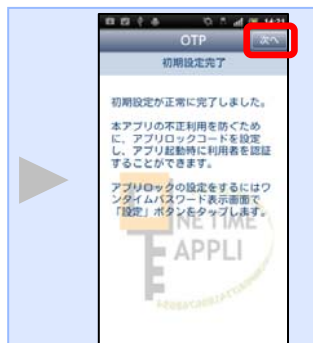 14:21
OTP
次へ
初期設定完了
初期設定が正常に完了しました。
本アプリの不正利用を防ぐため
に、アプリロックコードを設定
し、アプリ起動時に利用者を認証
することができます。
アプリロックの設定をするにはワ
ンタイムパスワード表示画面で
「設定」ボタンをタップします。
NE TIME
APPLI